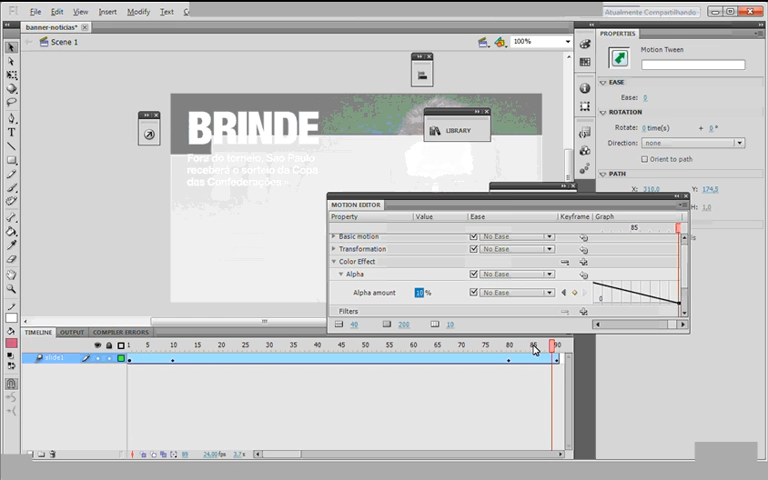 Fl File Edit View Insert Modify Text
Atualmente Compartilhando
banner-noticias*
Scene 1
100%
PROPERTIES
Motion Tween
EASE
Ease: 0
ROTATION
Rotate: 0 time(s) + 0°
Direction: none
Orient to path
PATH
X: 310,0 Y: 174,5
H: 1,0
LIBRARY
BRINDE
Fora do torneio, São Paulo
receberá o sorteio da Copa
das Confederações
MOTION EDITOR
Property Value Ease Keyframe Graph
85
Basic motion No Ease
Transformation No Ease
Color Effect
Alpha No Ease
Alpha amount 10 % No Ease 0
Filters
40 200 10
TIMELINE OUTPUT COMPILER ERRORS
1 5 10 15 20 25 30 35 40 45 50 55 60 65 70 75 80 85 90
slide1
24,00fps 3,7s